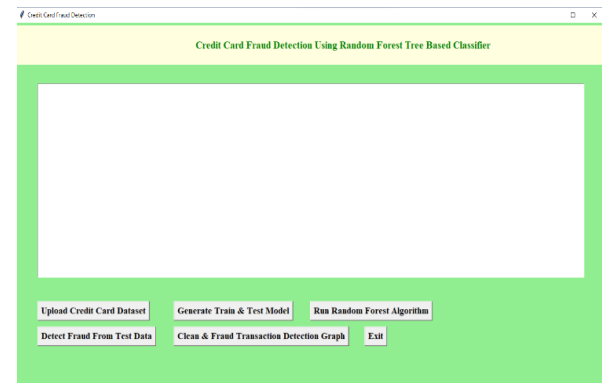 Credit Card Fraud Detection
Credit Card Fraud Detection Using Random Forest Tree Based Classifier
Upload Credit Card Dataset Generate Train & Test Model Run Random Forest Algorithm
Detect Fraud From Test Data Clean & Fraud Transaction Detection Graph Exit